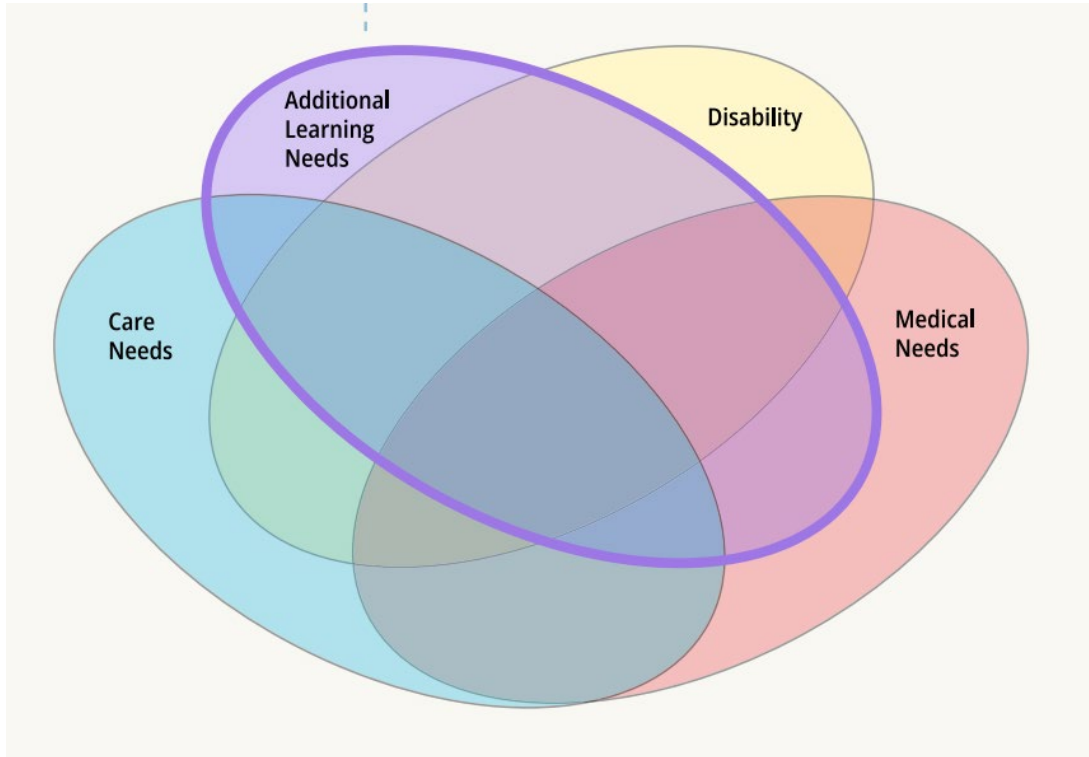 Additional
Learning
Needs
Disability
Care
Needs
Medical
Needs